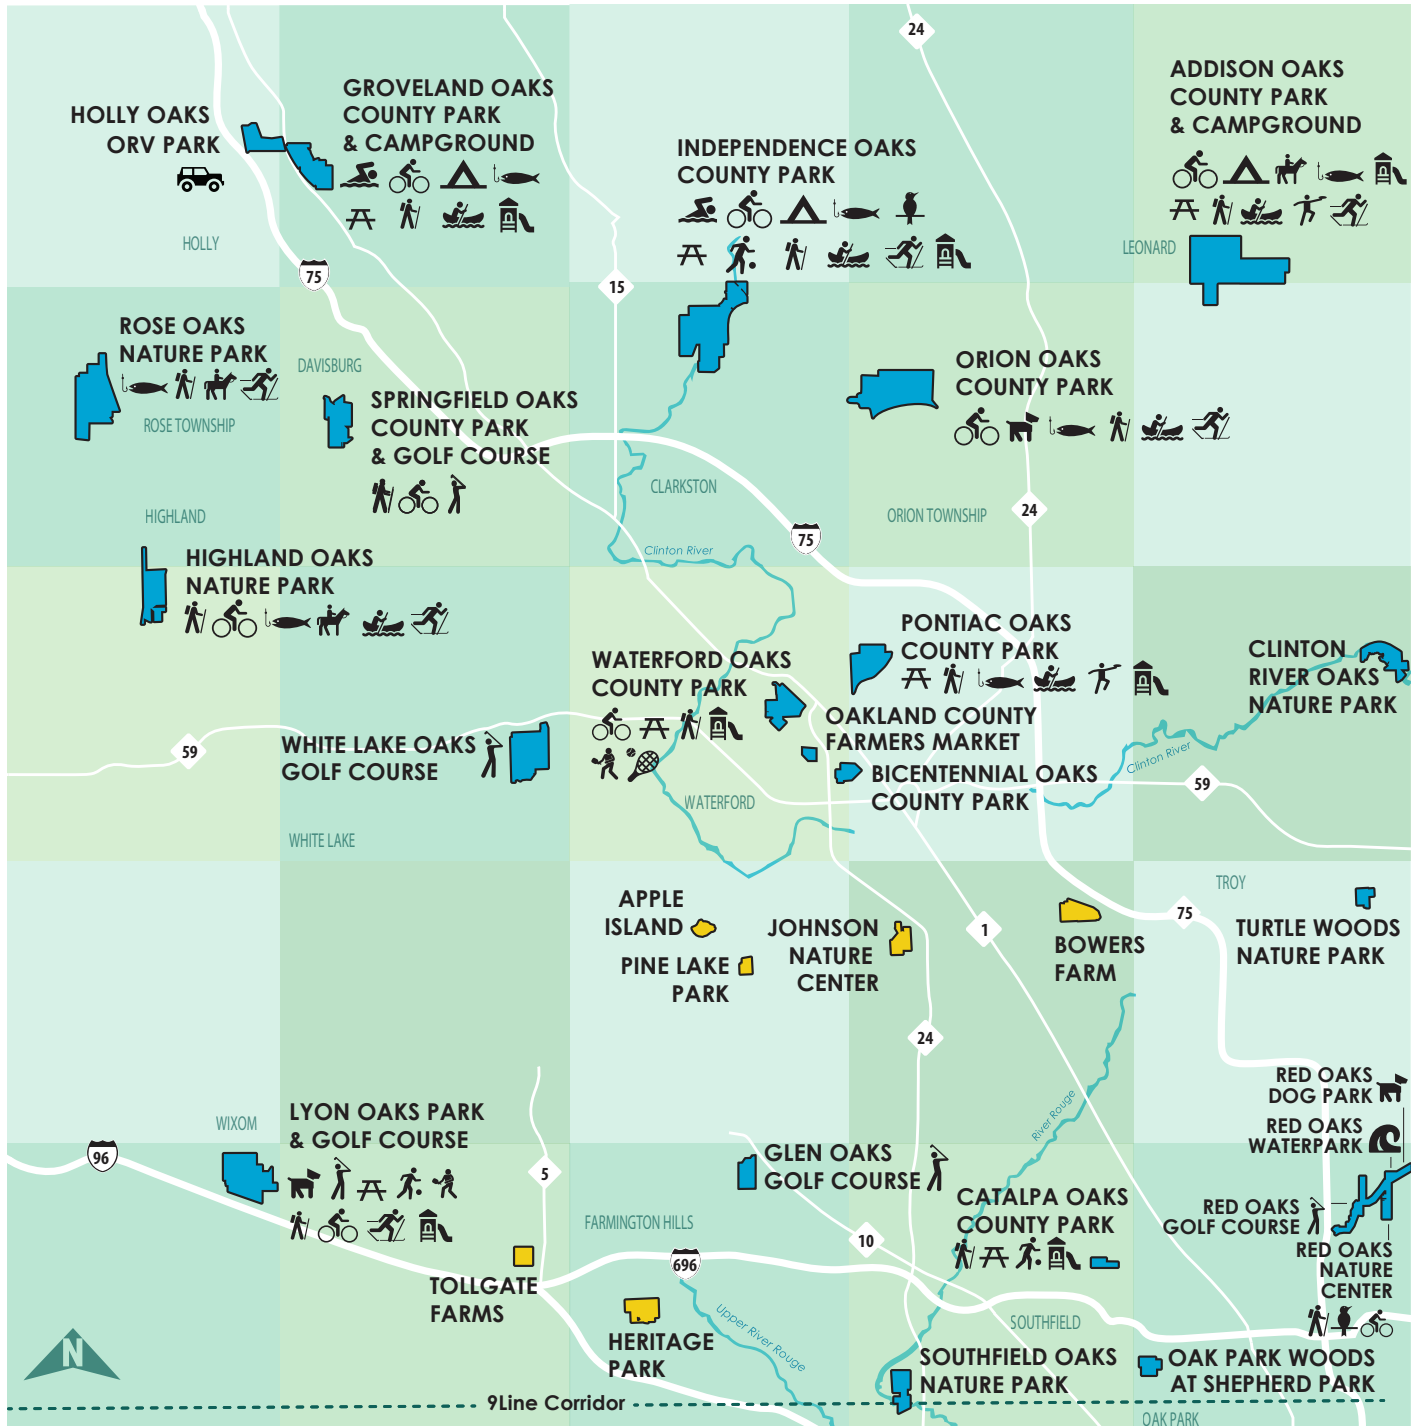 24
ADDISON OAKS
COUNTY PARK
& CAMPGROUND
GROVELAND OAKS
COUNTY PARK
& CAMPGROUND
HOLLY OAKS
ORV PARK
INDEPENDENCE OAKS
COUNTY PARK
HOLLY
LEONARD
75
15
ROSE OAKS
NATURE PARK
ROSE TOWNSHIP
DAVISBURG
SPRINGFIELD OAKS
COUNTY PARK
& GOLF COURSE
ORION OAKS
COUNTY PARK
CLARKSTON
24
ORION TOWNSHIP
HIGHLAND
75
Clinton River
HIGHLAND OAKS
NATURE PARK
PONTIAC OAKS
COUNTY PARK
CLINTON
RIVER OAKS
NATURE PARK
WATERFORD OAKS
COUNTY PARK
OAKLAND COUNTY
FARMERS MARKET
59
WHITE LAKE OAKS
GOLF COURSE
BICENTENNIAL OAKS
COUNTY PARK
Clinton River
59
WATERFORD
WHITE LAKE
TROY
APPLE
ISLAND
JOHNSON
NATURE
CENTER
1
75
BOWERS
FARM
TURTLE WOODS
NATURE PARK
PINE LAKE
PARK
24
RED OAKS
DOG PARK
RED OAKS
WATERPARK
River Rouge
WIXOM
LYON OAKS PARK
& GOLF COURSE
96
5
GLEN OAKS
GOLF COURSE
CATALPA OAKS
COUNTY PARK
RED OAKS
GOLF COURSE
FARMINGTON HILLS
10
RED OAKS
NATURE
CENTER
696
TOLLGATE
FARMS
HERITAGE
PARK
Upper River Rouge
SOUTHFIELD
N
SOUTHFIELD OAKS
NATURE PARK
OAK PARK WOODS
AT SHEPHERD PARK
9Line Corridor
OAK PARK